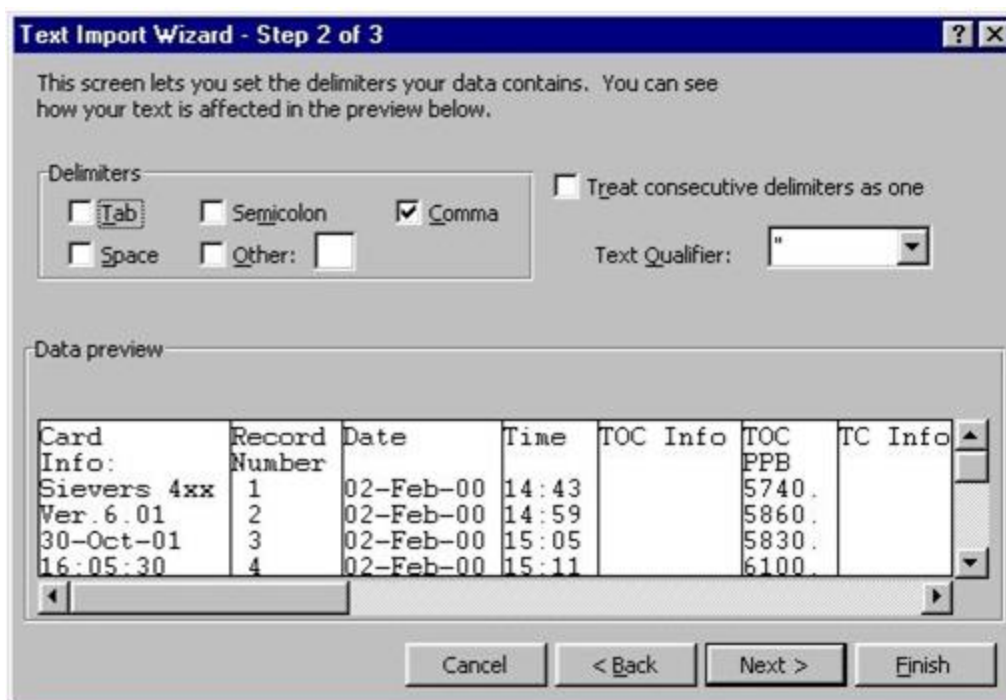 Text Import Wizard - Step 2 of 3
This screen lets you set the delimiters your data contains. You can see
how your text is affected in the preview below.
Delimiters
Tab Semicolon Comma
Space Other:
Treat consecutive delimiters as one
Text Qualifier: "
Data preview
Card Record Date Time TOC Info TOC TC Info
Info: Number PPB
Sievers 4xx 1 02-Feb-00 14:43 5740.
Ver.6.01 2 02-Feb-00 14:59 5860.
30-Oct-01 3 02-Feb-00 15:05 5830.
16:05:30 4 02-Feb-00 15:11 6100.
Cancel < Back Next > Finish